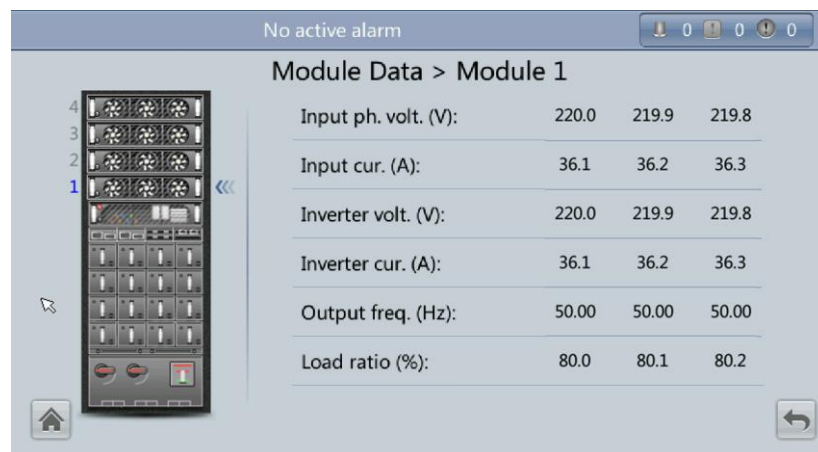 No active alarm 0 0 0
Module Data > Module 1
4
3
2
1
Input ph. volt. (V): 220.0 219.9 219.8
Input cur. (A): 36.1 36.2 36.3
Inverter volt. (V): 220.0 219.9 219.8
Inverter cur. (A): 36.1 36.2 36.3
Output freq. (Hz): 50.00 50.00 50.00
Load ratio (%): 80.0 80.1 80.2